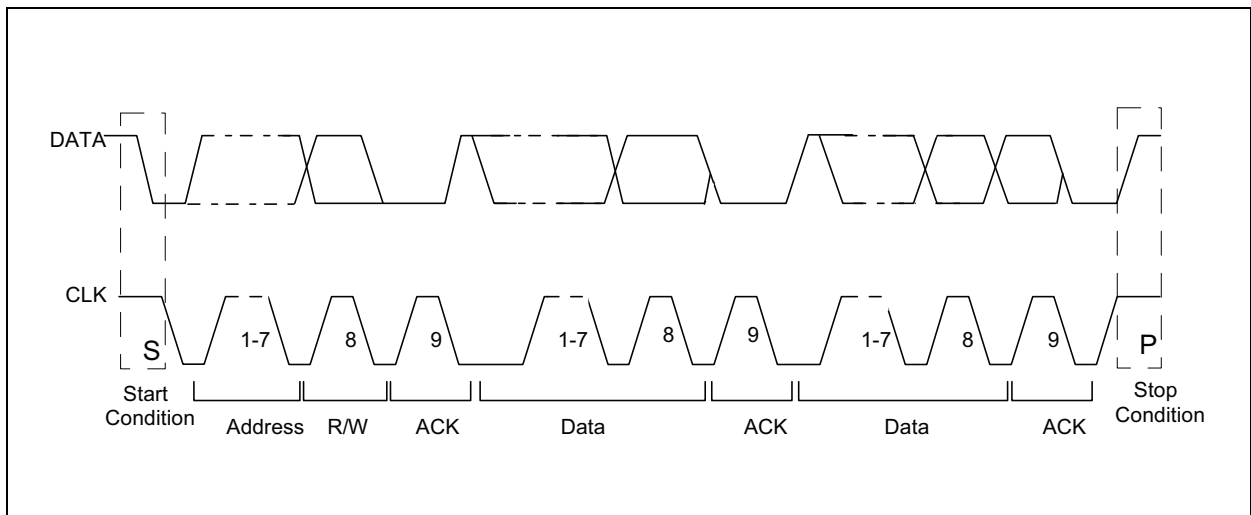 DATA
CLK
S
1-7
8
9
1-7
8
9
1-7
8
9
P
Start
Condition
Address
R/W
ACK
Data
ACK
Data
ACK
Stop
Condition